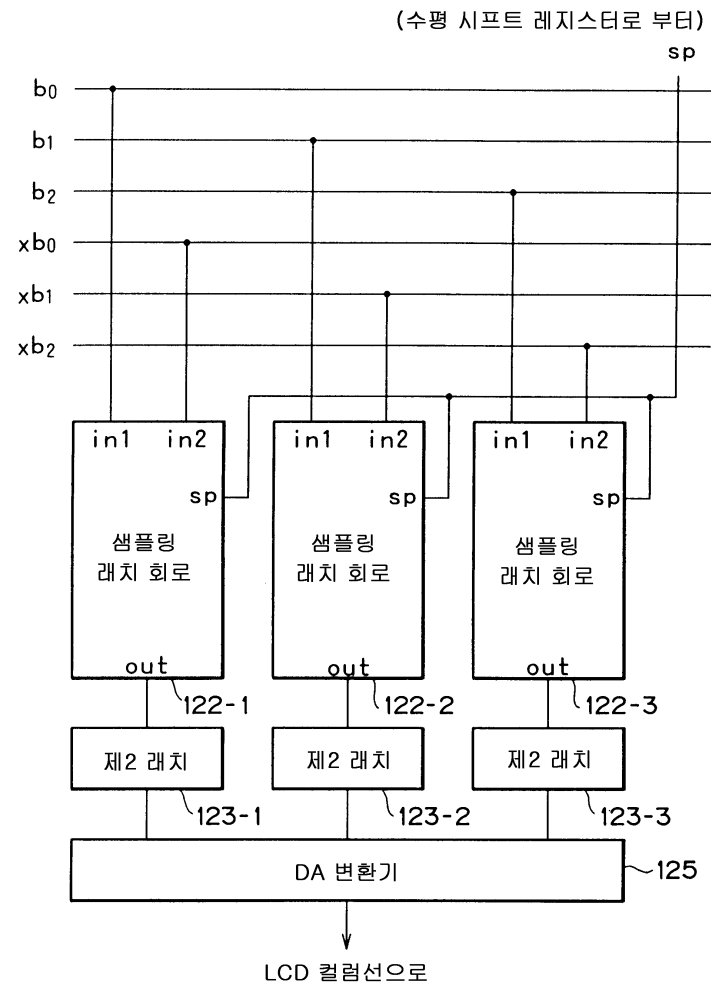 (수평 시프트 레지스터로 부터)
sp
b0
b1
b2
xb0
xb1
xb2
in1 in2 in1 in2 in1 in2
sp sp sp
샘플링 샘플링 샘플링
래치 회로 래치 회로 래치 회로
out out out
122-1 122-2 122-3
제2 래치 제2 래치 제2 래치
123-1 123-2 123-3
DA 변환기 125
LCD 컬럼선으로